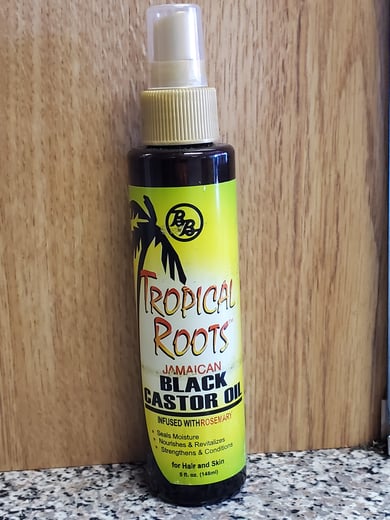 BB
TROPICAL
ROOTS™
JAMAICAN
BLACK
CASTOR OIL
INFUSED WITH ROSEMARY
• Seals Moisture
• Nourishes & Revitalizes
• Strengthens & Conditions
for Hair and Skin
5 fl. oz. (148ml)